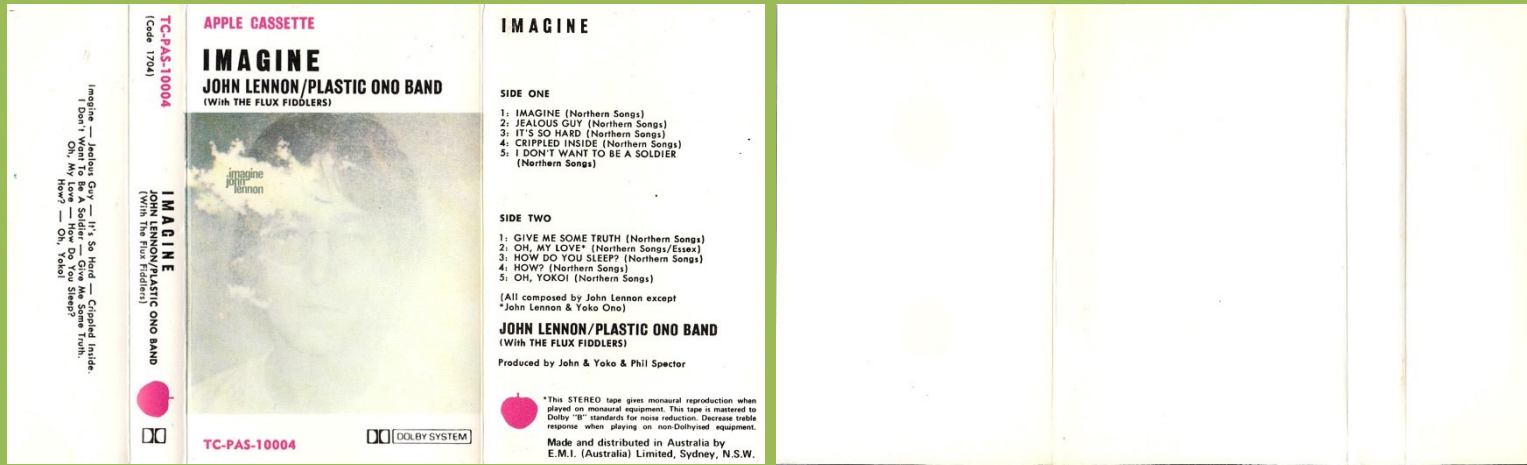 Imagine — Jealous Guy — It's So Hard — Crippled Inside.
I Don't Want To Be A Soldier — Give Me Some Truth.
Oh, My Love — How Do You Sleep?
How? — Oh, Yoko!
TC-PAS-10004
(Code 1704)
IMAGINE
JOHN LENNON/PLASTIC ONO BAND
(With The Flux Fiddlers)
APPLE CASSETTE
IMAGINE
JOHN LENNON/PLASTIC ONO BAND
(With THE FLUX FIDDLERS)
imagine
john
lennon
TC-PAS-10004
DOLBY SYSTEM
IMAGINE
SIDE ONE
1: IMAGINE (Northern Songs)
2: JEALOUS GUY (Northern Songs)
3: IT'S SO HARD (Northern Songs)
4: CRIPPLED INSIDE (Northern Songs)
5: I DON'T WANT TO BE A SOLDIER
(Northern Songs)
SIDE TWO
1: GIVE ME SOME TRUTH (Northern Songs)
2: OH, MY LOVE* (Northern Songs/Essex)
3: HOW DO YOU SLEEP? (Northern Songs)
4: HOW? (Northern Songs)
5: OH, YOKO! (Northern Songs)
(All composed by John Lennon except
*John Lennon & Yoko Ono)
JOHN LENNON/PLASTIC ONO BAND
(With THE FLUX FIDDLERS)
Produced by John & Yoko & Phil Spector
*This STEREO tape gives monaural reproduction when
played on monaural equipment. This tape is mastered to
Dolby "B" standards for noise reduction. Decrease treble
response when playing on non-Dolbyised equipment.
Made and distributed in Australia by
E.M.I. (Australia) Limited, Sydney, N.S.W.